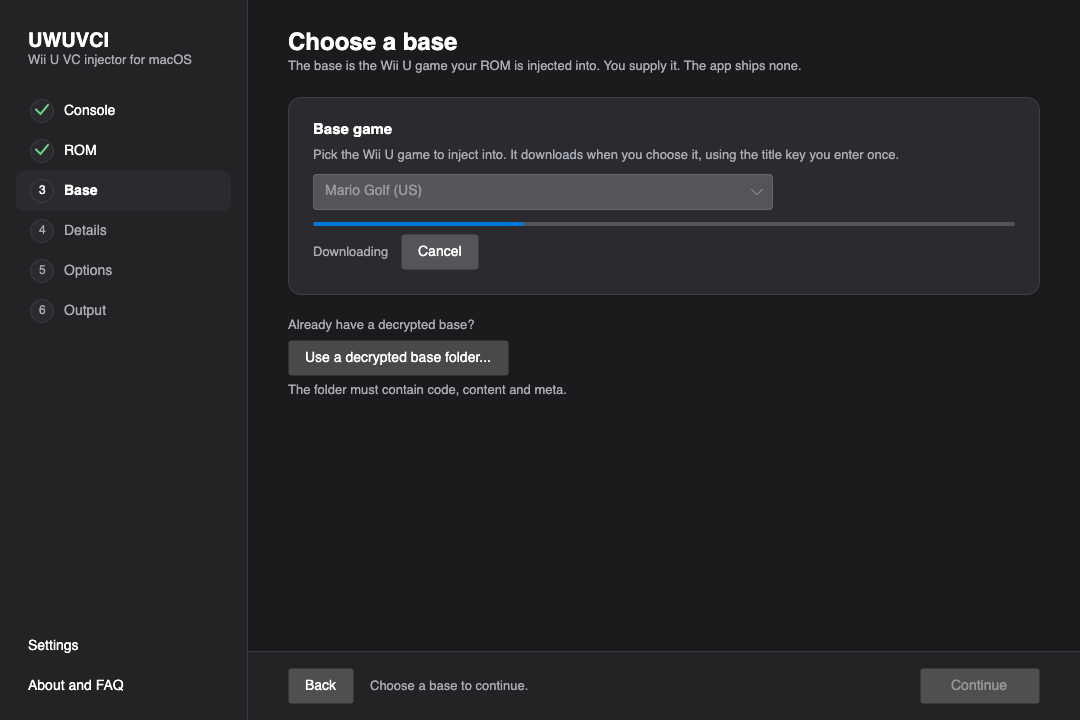 UWUVCI
Wii U VC injector for macOS
Console
ROM
3 Base
4 Details
5 Options
6 Output
Settings
About and FAQ
Choose a base
The base is the Wii U game your ROM is injected into. You supply it. The app ships none.
Base game
Pick the Wii U game to inject into. It downloads when you choose it, using the title key you enter once.
Mario Golf (US)
Downloading Cancel
Already have a decrypted base?
Use a decrypted base folder...
The folder must contain code, content and meta.
Back Choose a base to continue. Continue